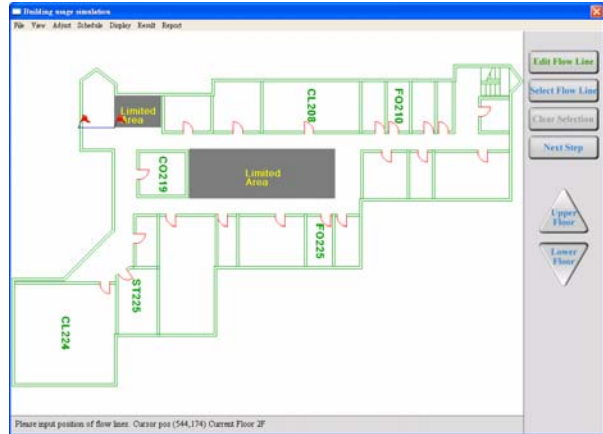 Building usage simulation
File View Adjust Schedule Display Result Report
Edit Flow Line
Select Flow Line
Clear Selection
Next Step
Upper
Floor
Lower
Floor
Limited
Area
CL208
FO210
CO219
Limited
Area
FO225
ST225
CL224
Please input position of flow lines. Cursor pos (544,174) Current Floor 2F